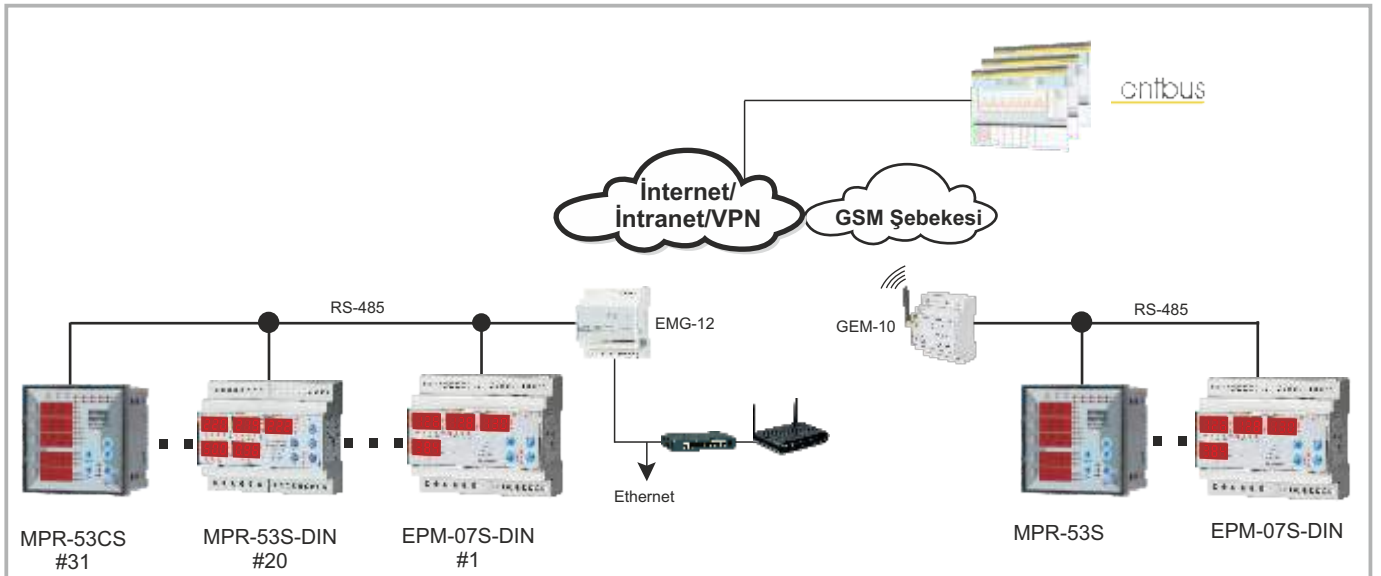 cntbus
İnternet/
İntranet/VPN
GSM Şebekesi
RS-485
EMG-12
GEM-10
RS-485
Ethernet
MPR-53CS
#31
MPR-53S-DIN
#20
EPM-07S-DIN
#1
MPR-53S
EPM-07S-DIN